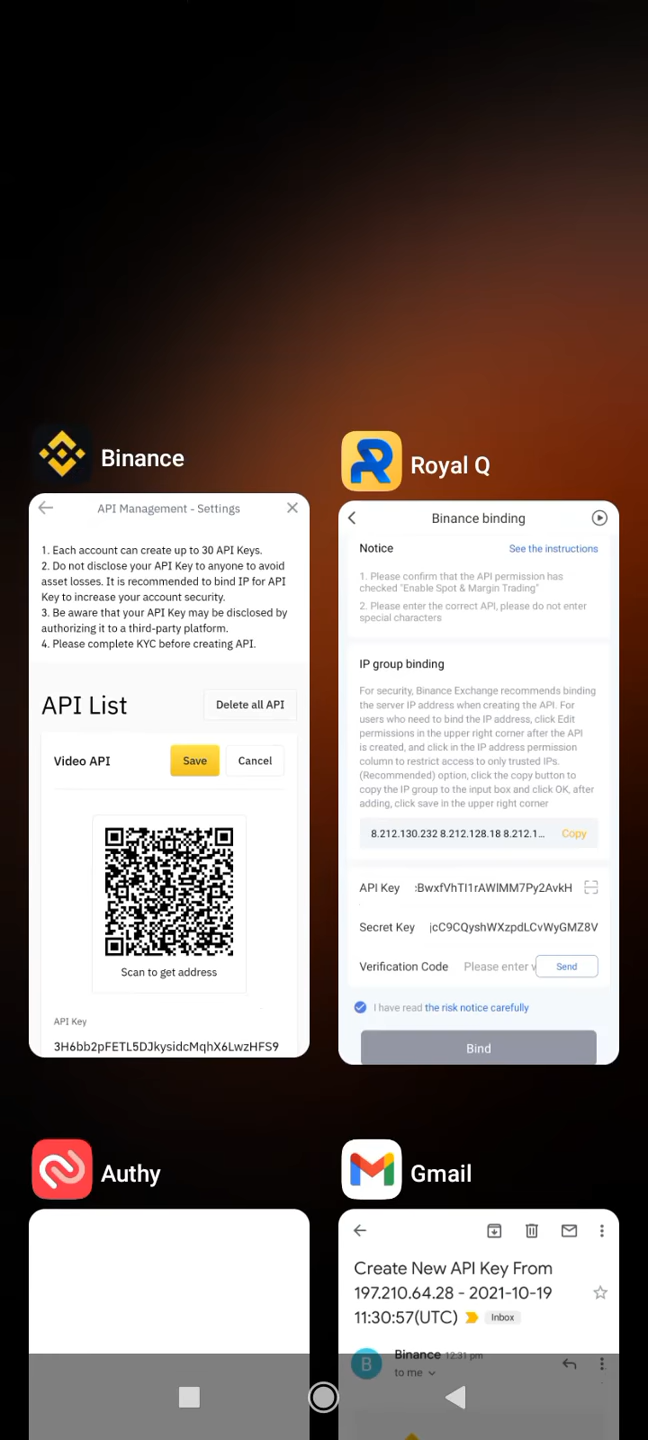 Binance
API Management - Settings
1. Each account can create up to 30 API Keys.
2. Do not disclose your API Key to anyone to avoid
asset losses. It is recommended to bind IP for API
Key to increase your account security.
3. Be aware that your API Key may be disclosed by
authorizing it to a third-party platform.
4. Please complete KYC before creating API.
API List
Delete all API
Video API
Save
Cancel
Scan to get address
API Key
3H6bb2pFETL5DJkysidcMqhX6LwzHFS9
Royal Q
Binance binding
Notice
See the instructions
1. Please confirm that the API permission has
checked "Enable Spot & Margin Trading"
2. Please enter the correct API, please do not enter
special characters
IP group binding
For security, Binance Exchange recommends binding
the server IP address when creating the API. For
users who need to bind the IP address, click Edit
permissions in the upper right corner after the API
is created, and click in the IP address permission
column to restrict access to only trusted IPs.
(Recommended) option, click the copy button to
copy the IP group to the input box and click OK, after
adding, click save in the upper right corner
8.212.130.232 8.212.128.18 8.212.1... Copy
API Key :BwxfVhTI1rAWIMM7Py2AvkH
Secret Key jcC9CQyshWXzpdLCvWyGMZ8V
Verification Code Please enter v Send
I have read the risk notice carefully
Bind
Authy
Gmail
Create New API Key From
197.210.64.28 - 2021-10-19
11:30:57(UTC) Inbox
B
Binance 12:31 pm
to me